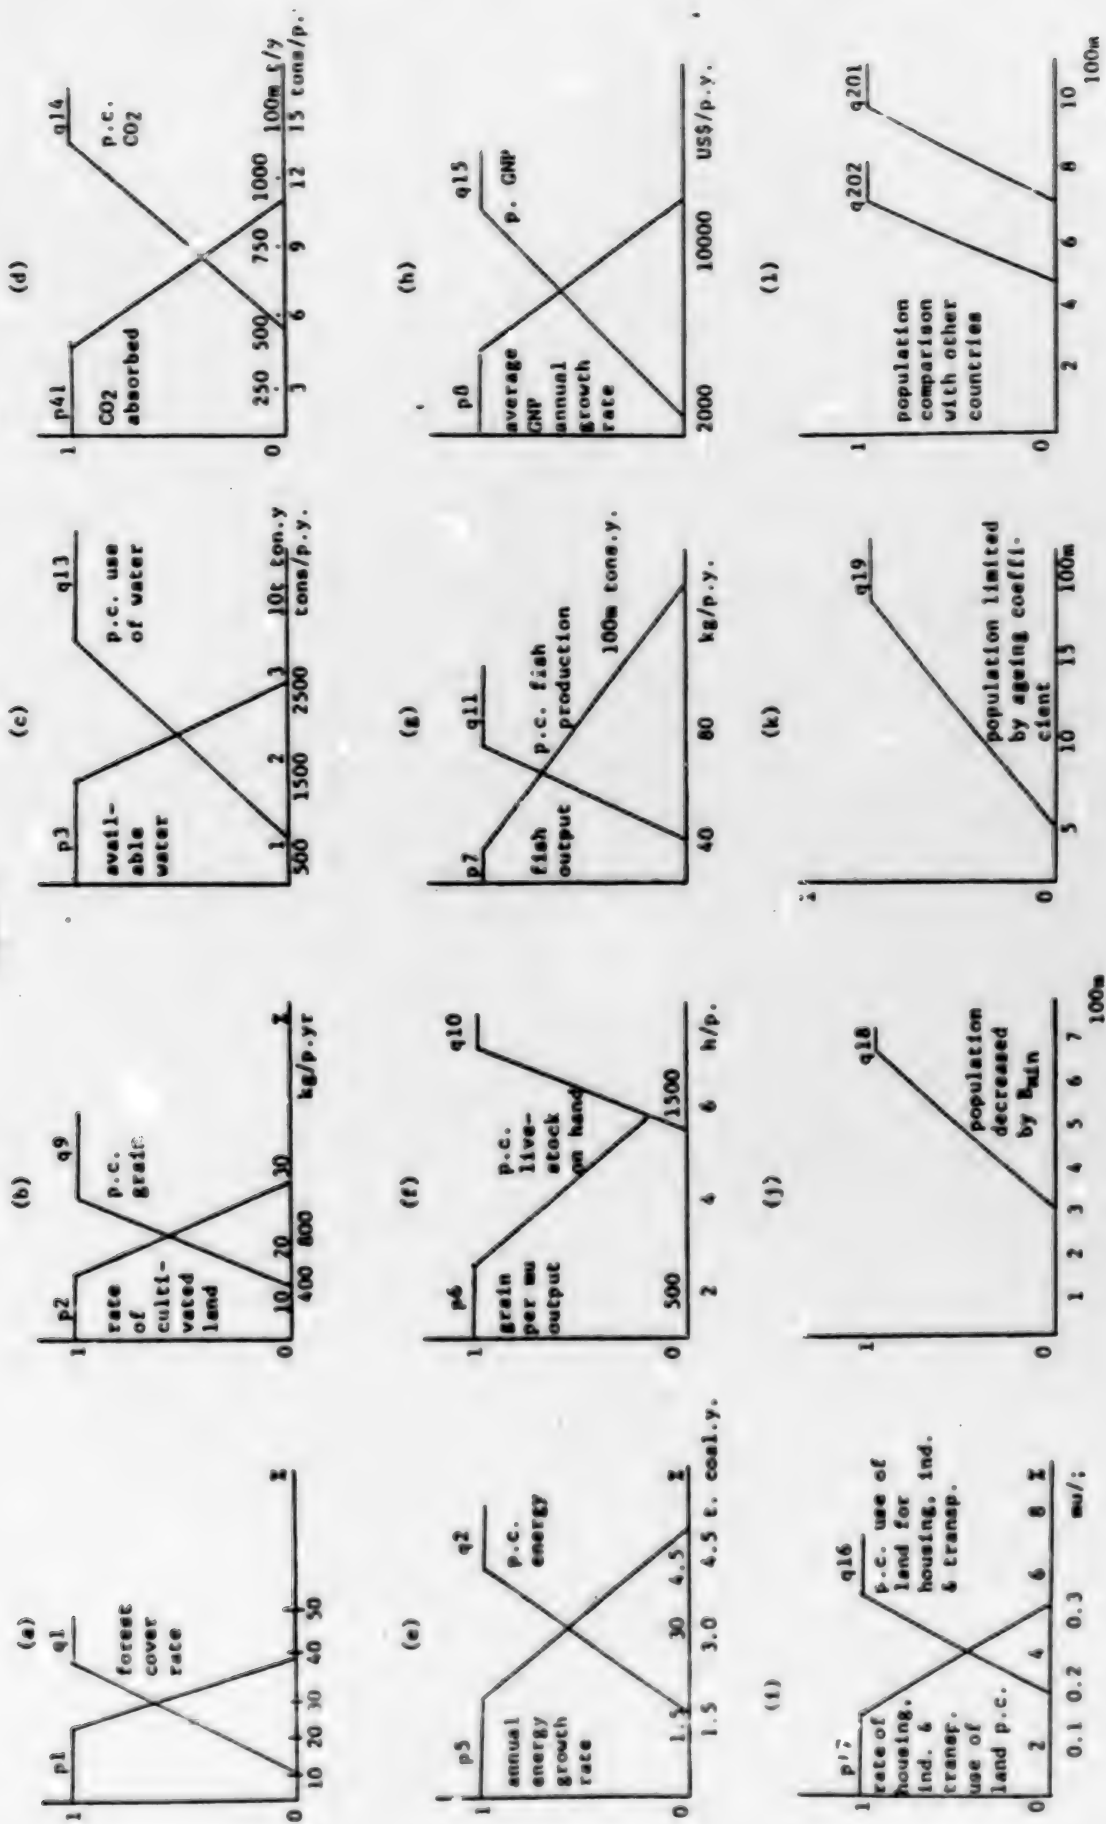 (a)
1
p1
q1
forest
cover
rate
0
10 20 30 40 50 %
(b)
1
p2
q9
rate
of
culti-
vated
land
p.c.
grain
0
10 20 30 %
400 800 kg/p.yr
(c)
p3
q13
avail-
able
water
p.c. use
of water
1 2 3 10t ton.y
500 1500 2500 tons/p.y.
(d)
1
p41
q14
CO2
absorbed
p.c.
CO2
0
250 500 750 1000 100m t/y
3 6 9 12 15 tons/p.
(e)
1
p5
q2
annual
energy
growth
rate
p.c.
energy
0
1.5 30 4.5 %
1.5 3.0 4.5 t. coal.y.
(f)
1
p6
q10
grain
per mu
output
p.c.
live-
stock
on hand
0
500 1500
2 4 6 h/p.
(g)
p7
q11
fish
output
p.c. fish
production
100m tons.y.
40 80 kg/p.y.
(h)
p8
q15
average
GNP
annual
growth
rate
p. GNP
2000 10000 US$/p.y.
(i)
1
p'7
q16
rate of
housing,
ind. &
transp.
use of
land p.c.
p.c. use of
land for
housing, ind.
& transp.
0
2 4 6 8 %
0.1 0.2 0.3 mu/
(j)
1
q18
population
decreased
by Bmin
0
1 2 3 4 5 6 7
100m
(k)
q19
population limited
by ageing coeffi-
cient
0
5 10 15 100m
(l)
1
q202 q201
population
comparison
with other
countries
0
2 4 6 8 10
100m